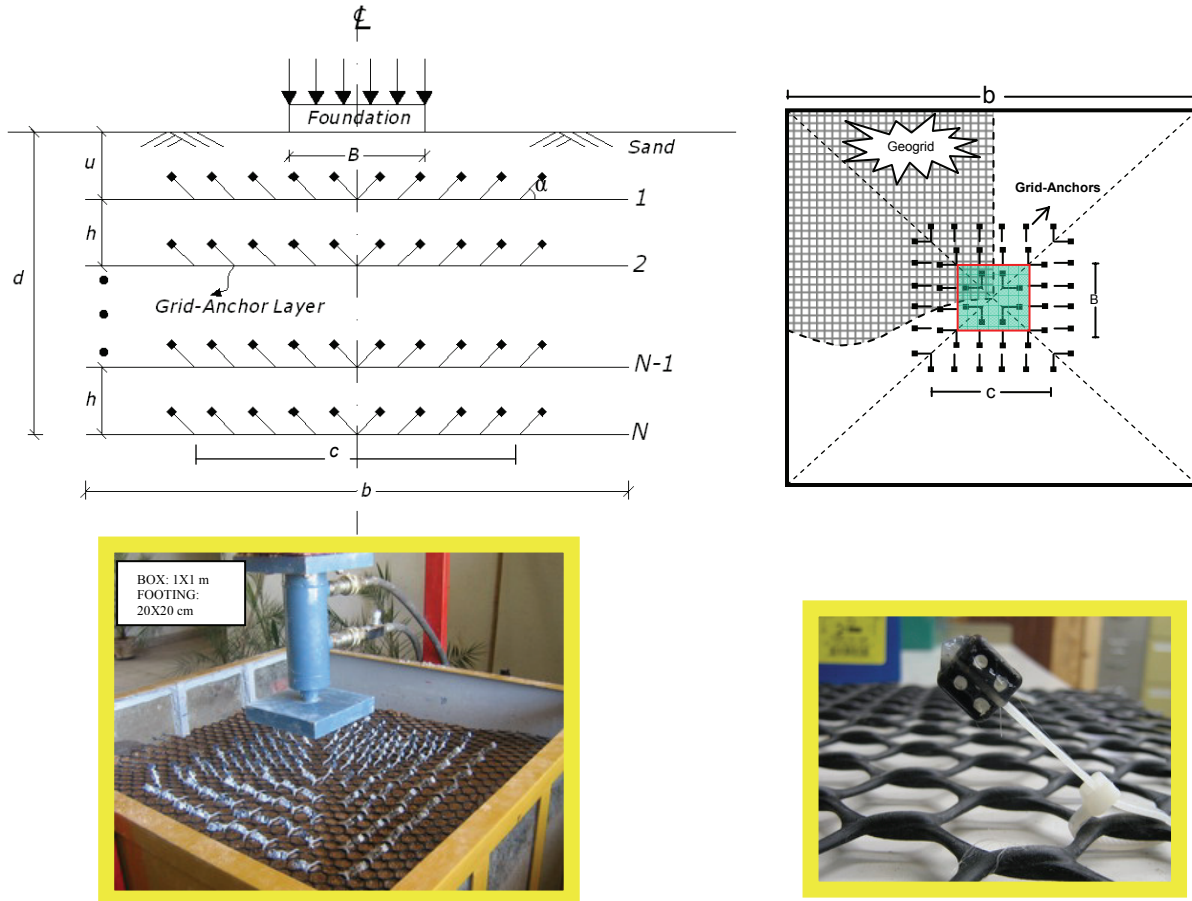 ℄
Foundation
B
Sand
u
α
1
h
2
d
Grid-Anchor Layer
N-1
h
N
c
b
b
Geogrid
Grid-Anchors
B
c
BOX: 1X1 m
FOOTING:
20X20 cm